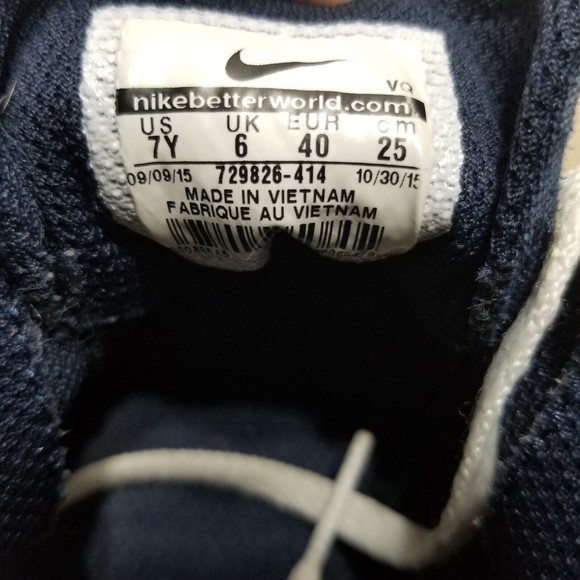 VQ
nikebetterworld.com
US UK EUR cm
7Y 6 40 25
09/09/15 729826-414 10/30/15
MADE IN VIETNAM
FABRIQUE AU VIETNAM